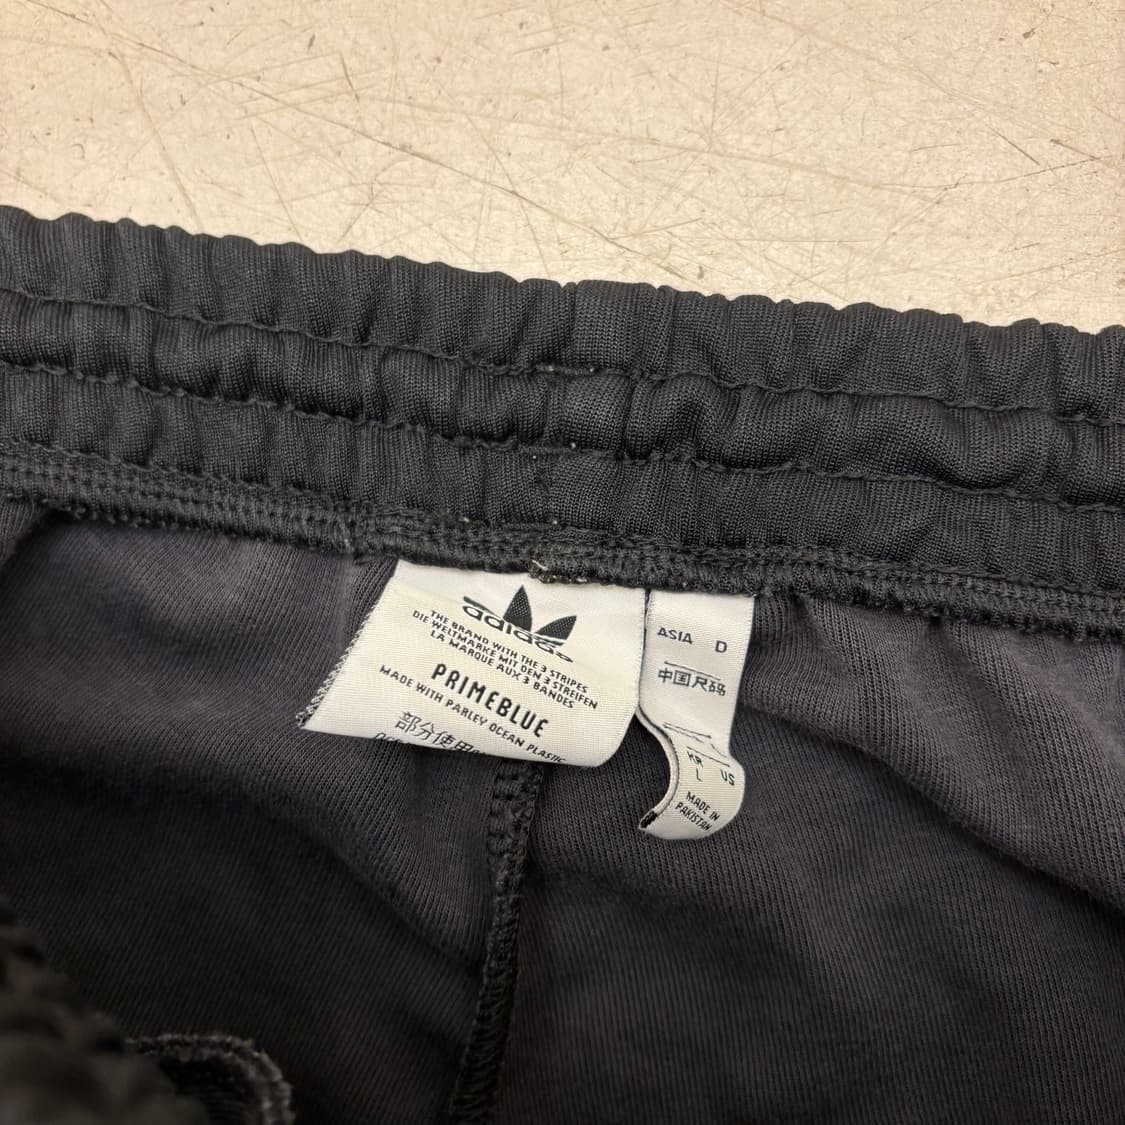 adidas
THE BRAND WITH THE 3 STRIPES
DIE WELTMARKE MIT DEN 3 STREIFEN
LA MARQUE AUX 3 BANDES
PRIMEBLUE
MADE WITH PARLEY OCEAN PLASTIC
部分使用
ASIA D
中国尺码
KR US
L
MADE IN
PAKISTAN